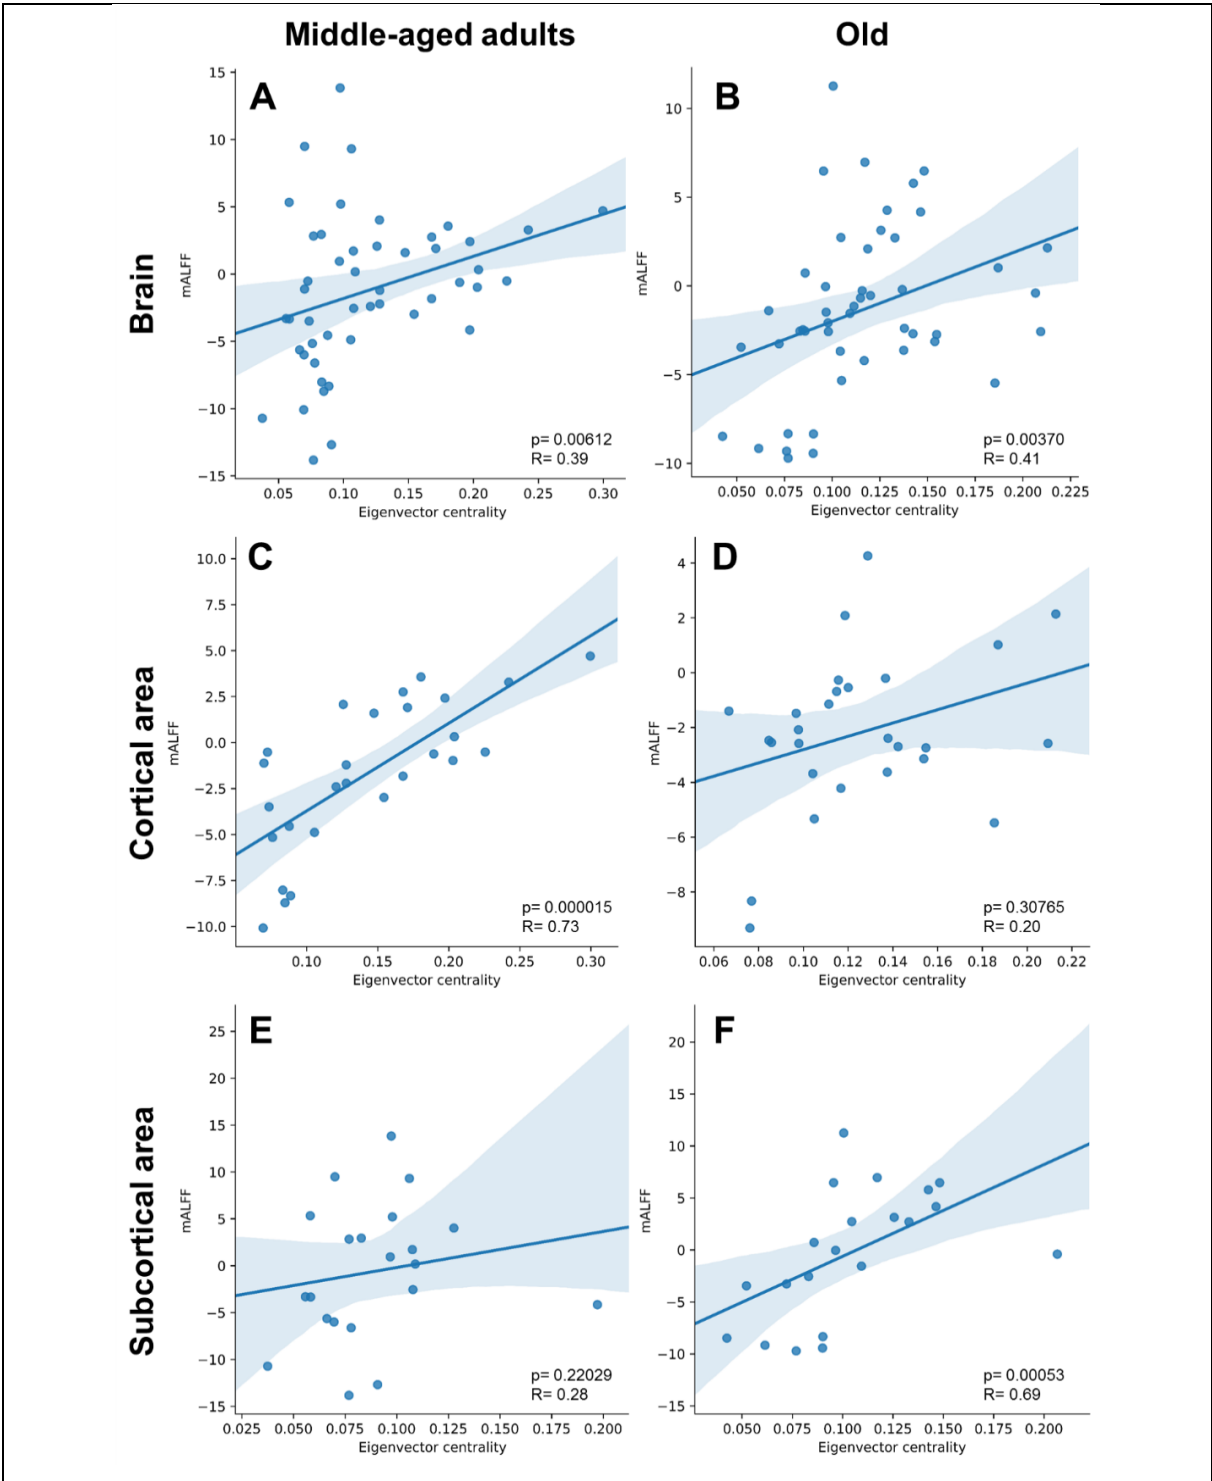 Middle-aged adults
Old
Brain
A
15
10
5
0
−5
−10
−15
mALFF
0.05 0.10 0.15 0.20 0.25 0.30
Eigenvector centrality
p= 0.00612
R= 0.39
B
10
5
0
−5
−10
mALFF
0.050 0.075 0.100 0.125 0.150 0.175 0.200 0.225
Eigenvector centrality
p= 0.00370
R= 0.41
Cortical area
C
10.0
7.5
5.0
2.5
0.0
−2.5
−5.0
−7.5
−10.0
mALFF
0.10 0.15 0.20 0.25 0.30
Eigenvector centrality
p= 0.000015
R= 0.73
D
4
2
0
−2
−4
−6
−8
mALFF
0.06 0.08 0.10 0.12 0.14 0.16 0.18 0.20 0.22
Eigenvector centrality
p= 0.30765
R= 0.20
Subcortical area
E
25
20
15
10
5
0
−5
−10
−15
mALFF
0.025 0.050 0.075 0.100 0.125 0.150 0.175 0.200
Eigenvector centrality
p= 0.22029
R= 0.28
F
20
15
10
5
0
−5
−10
−15
mALFF
0.050 0.075 0.100 0.125 0.150 0.175 0.200
Eigenvector centrality
p= 0.00053
R= 0.69